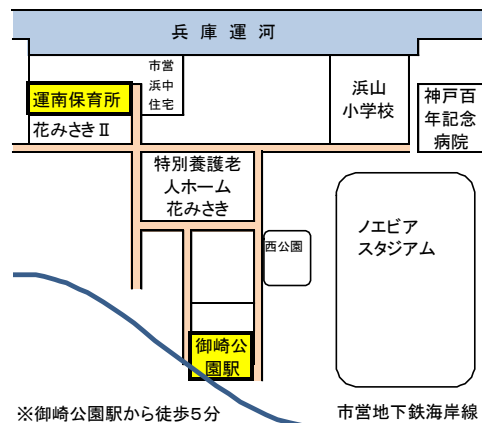 兵庫運河
市営
浜中
住宅
浜山
小学校
神戸百
年記念
病院
運南保育所
花みさきⅡ
特別養護老
人ホーム
花みさき
西公園
ノエビア
スタジアム
御崎公
園駅
※御崎公園駅から徒歩5分
市営地下鉄海岸線